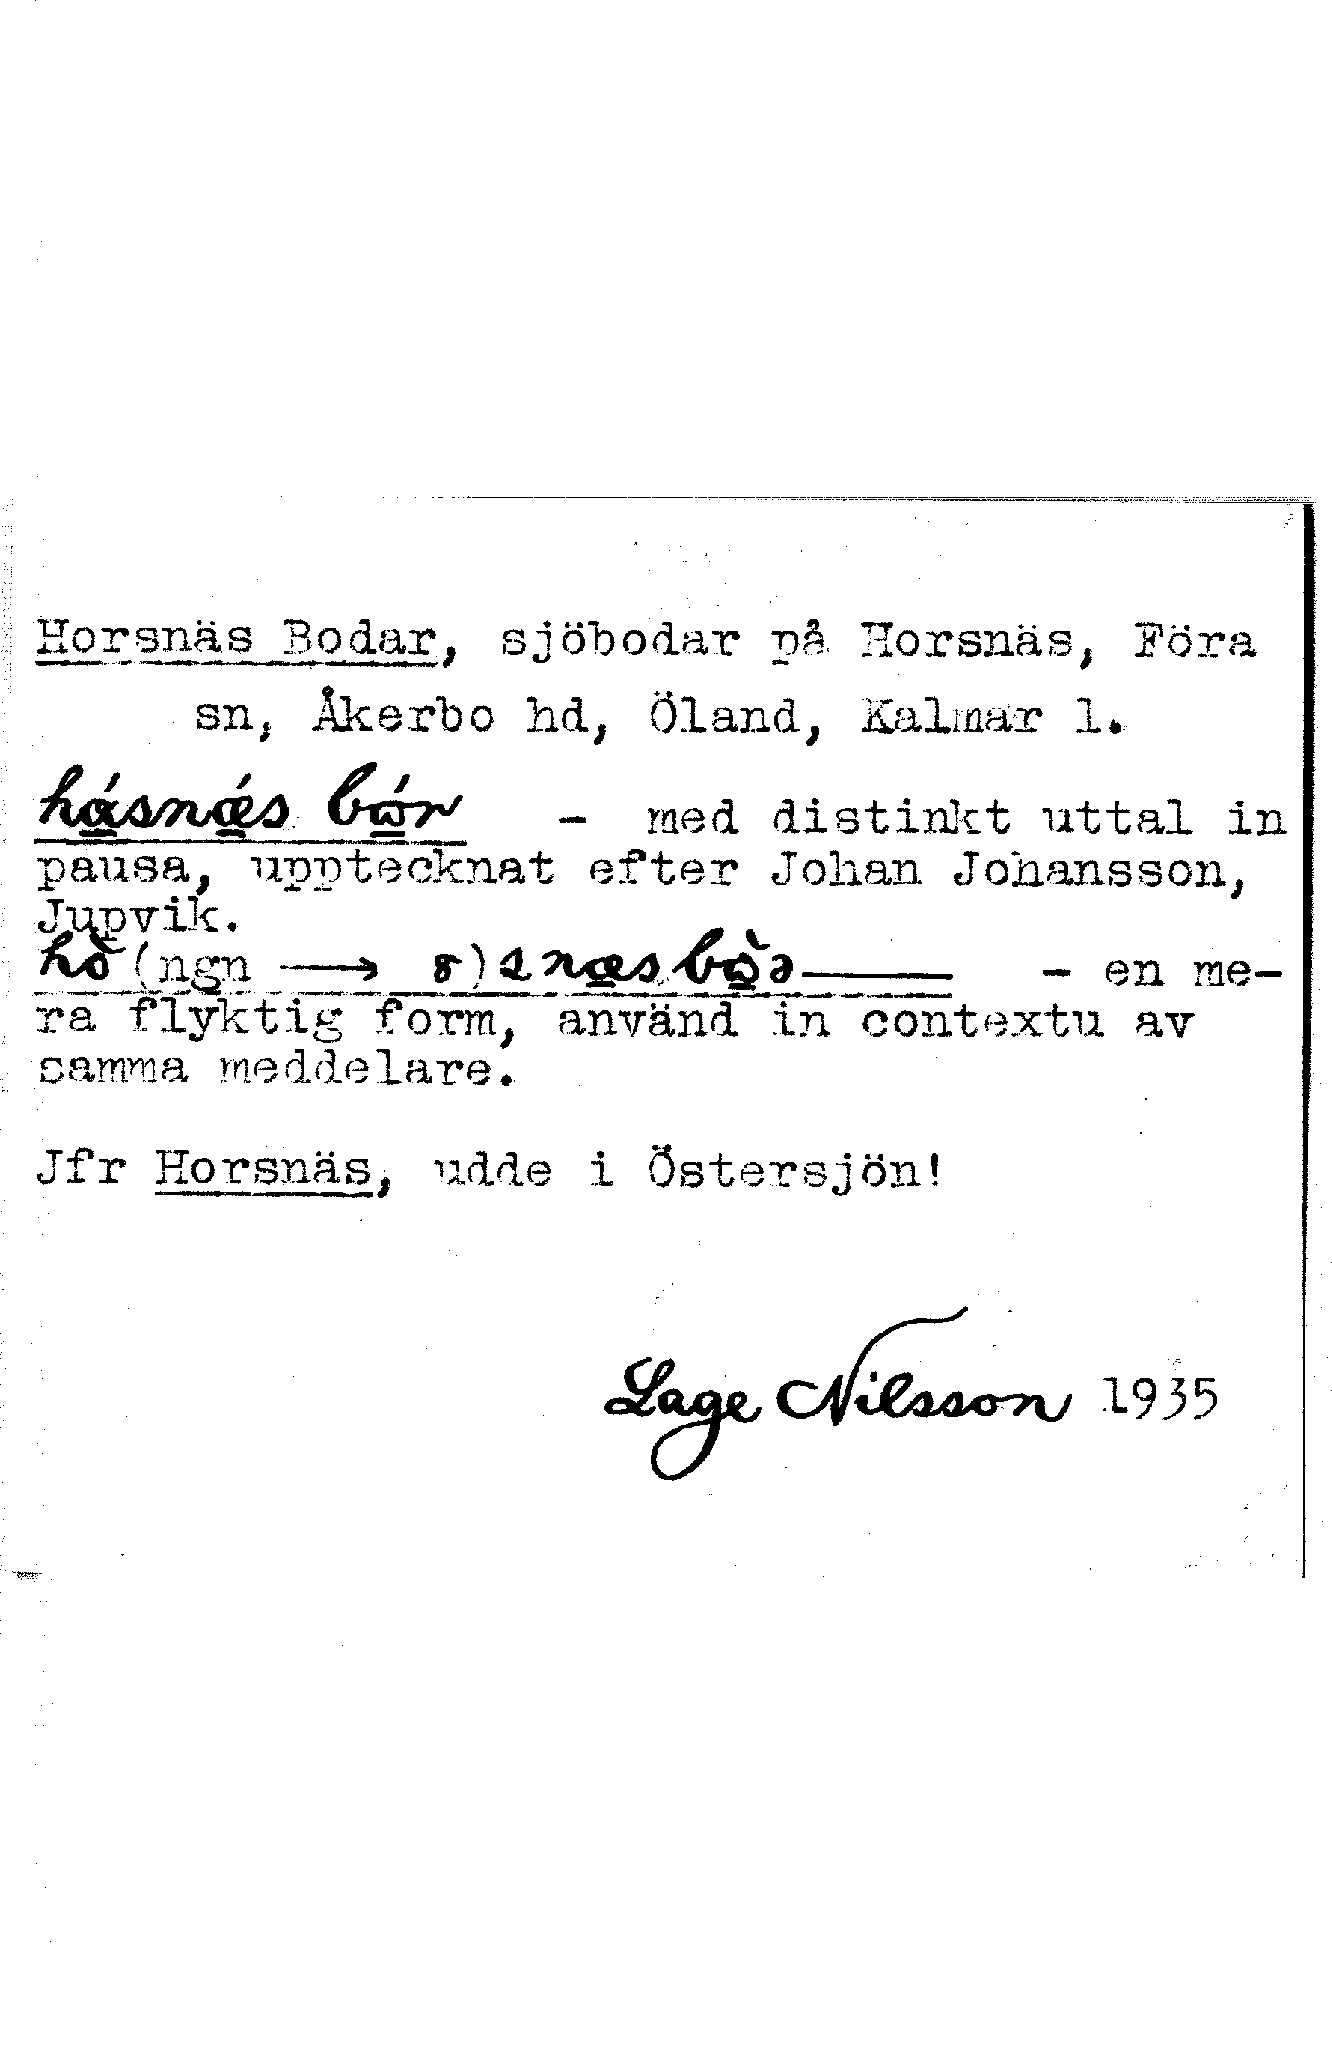 Horsnäs Bodar, sjöbodar på Horsnäs, Föra
sn, Åkerbo hd, Öland, Kalmar l.
- med distinkt uttal in
pausa, upptecknat efter Johan Johansson,
Jupvik.
(ngn → - en me-
ra flyktig form, använd in contextu av
samma meddelare.
Jfr Horsnäs, udde i Östersjön!
Lage Nilsson 1935